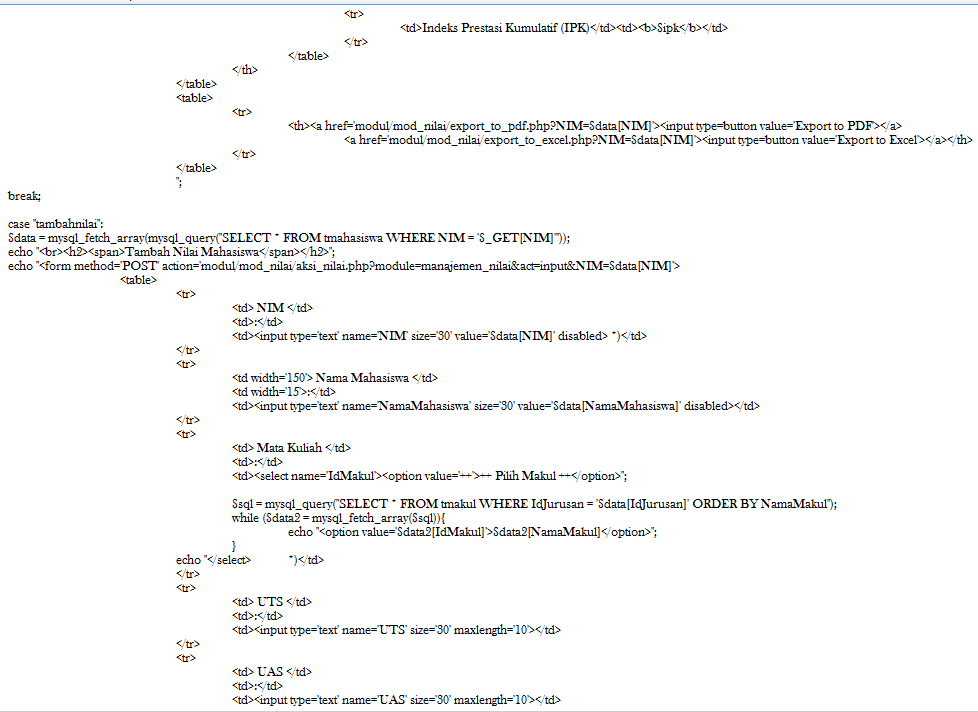 <tr>
<td>Indeks Prestasi Kumulatif (IPK)</td><td><b>$ipk</b></td>
</tr>
</table>
</th>
</table>
<table>
<tr>
<th><a href='modul/mod_nilai/export_to_pdf.php?NIM=$data[NIM]'><input type=button value='Export to PDF'></a>
<a href='modul/mod_nilai/export_to_excel.php?NIM=$data[NIM]'><input type=button value='Export to Excel'></a></th>
</tr>
</table>
";
break;
case "tambahnilai":
$data = mysql_fetch_array(mysql_query("SELECT * FROM tmahasiswa WHERE NIM = '$_GET[NIM]'"));
echo "<br><h2><span>Tambah Nilai Mahasiswa</span></h2>";
echo "<form method='POST' action='modul/mod_nilai/aksi_nilai.php?module=manajemen_nilai&act=input&NIM=$data[NIM]'>
<table>
<tr>
<td> NIM </td>
<td>:</td>
<td><input type='text' name='NIM' size='30' value='$data[NIM]' disabled> *)</td>
</tr>
<tr>
<td width='150'> Nama Mahasiswa </td>
<td width='15'>:</td>
<td><input type='text' name='NamaMahasiswa' size='30' value='$data[NamaMahasiswa]' disabled></td>
</tr>
<tr>
<td> Mata Kuliah </td>
<td>:</td>
<td><select name='IdMakul'><option value='++'>++ Pilih Makul ++</option>";
$sql = mysql_query("SELECT * FROM tmakul WHERE IdJurusan = '$data[IdJurusan]' ORDER BY NamaMakul");
while ($data2 = mysql_fetch_array($sql)){
echo "<option value='$data2[IdMakul]'>$data2[NamaMakul]</option>";
}
echo "</select> *)</td>
</tr>
<tr>
<td> UTS </td>
<td>:</td>
<td><input type='text' name='UTS' size='30' maxlength='10'></td>
</tr>
<tr>
<td> UAS </td>
<td>:</td>
<td><input type='text' name='UAS' size='30' maxlength='10'></td>